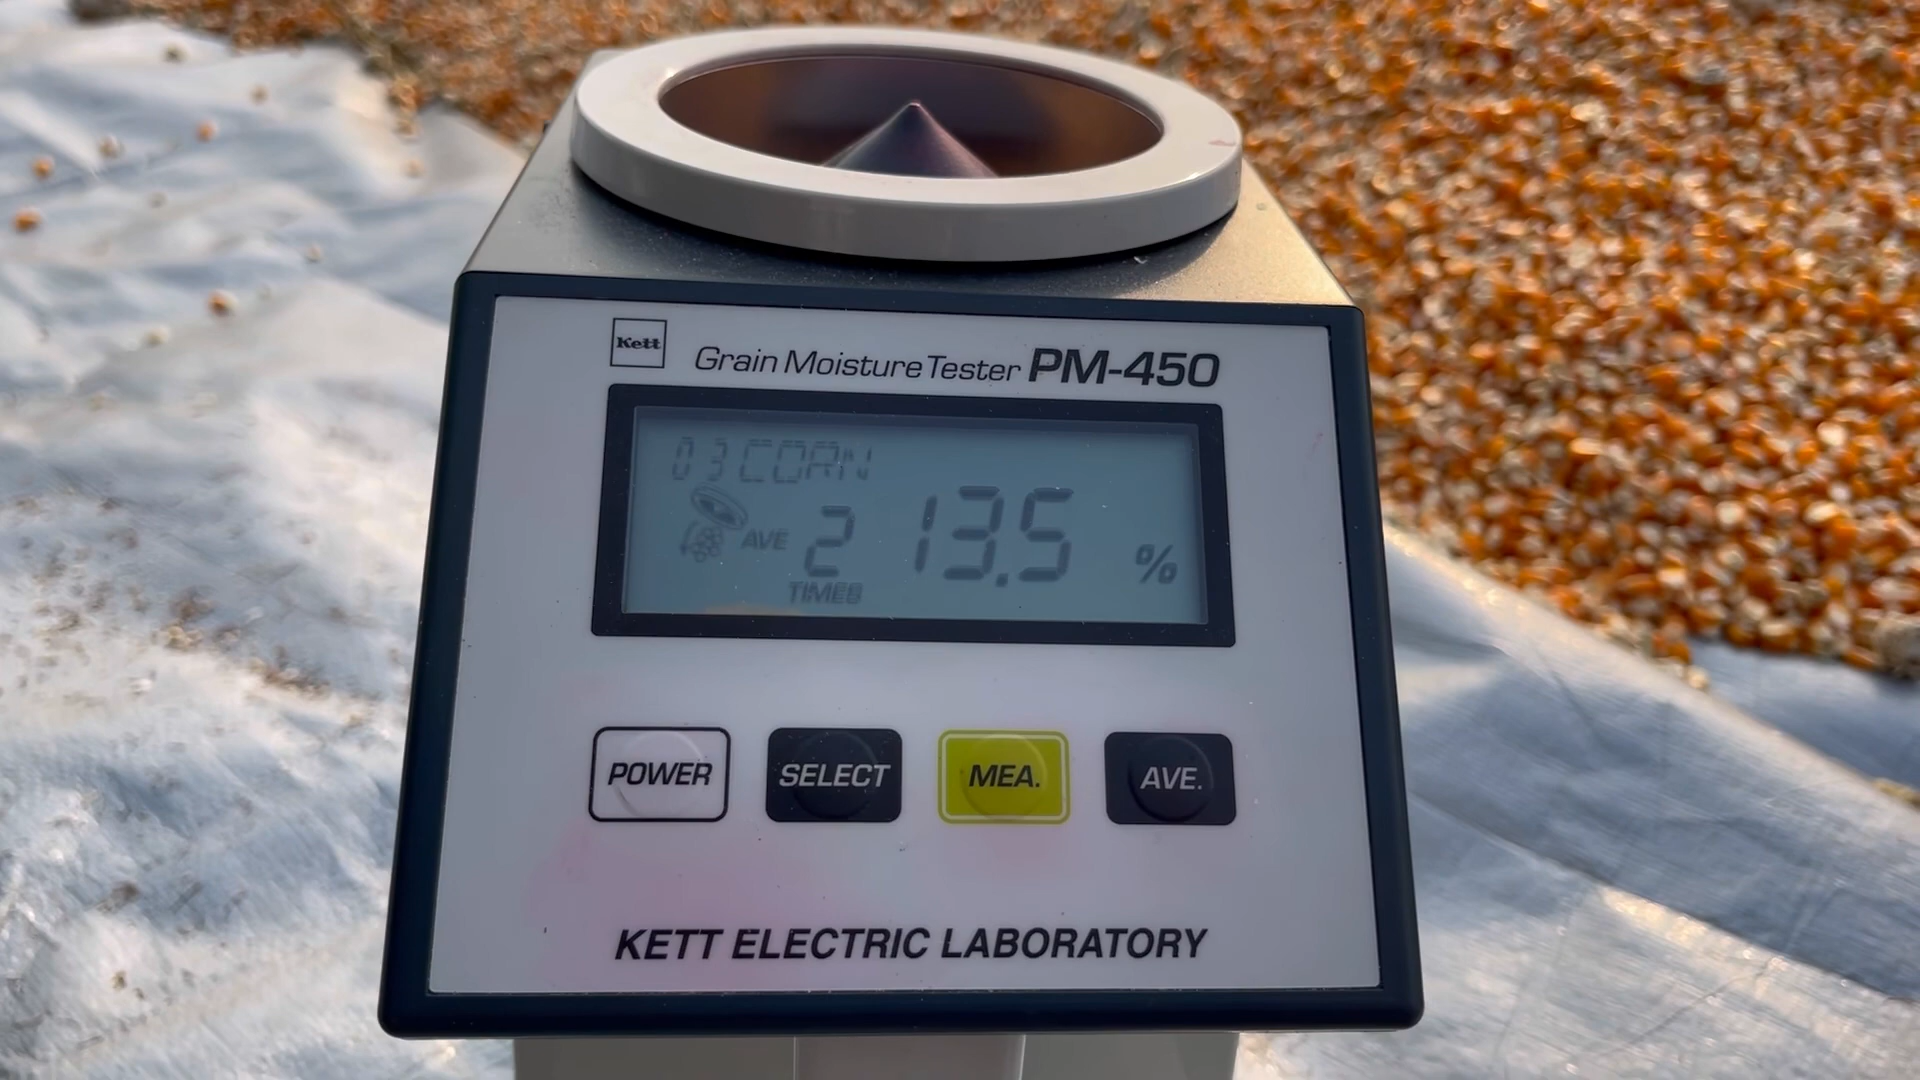 Kett
Grain Moisture Tester PM-450
03 CORN
AVE 2 13.5 %
TIMES
POWER SELECT MEA. AVE.
KETT ELECTRIC LABORATORY